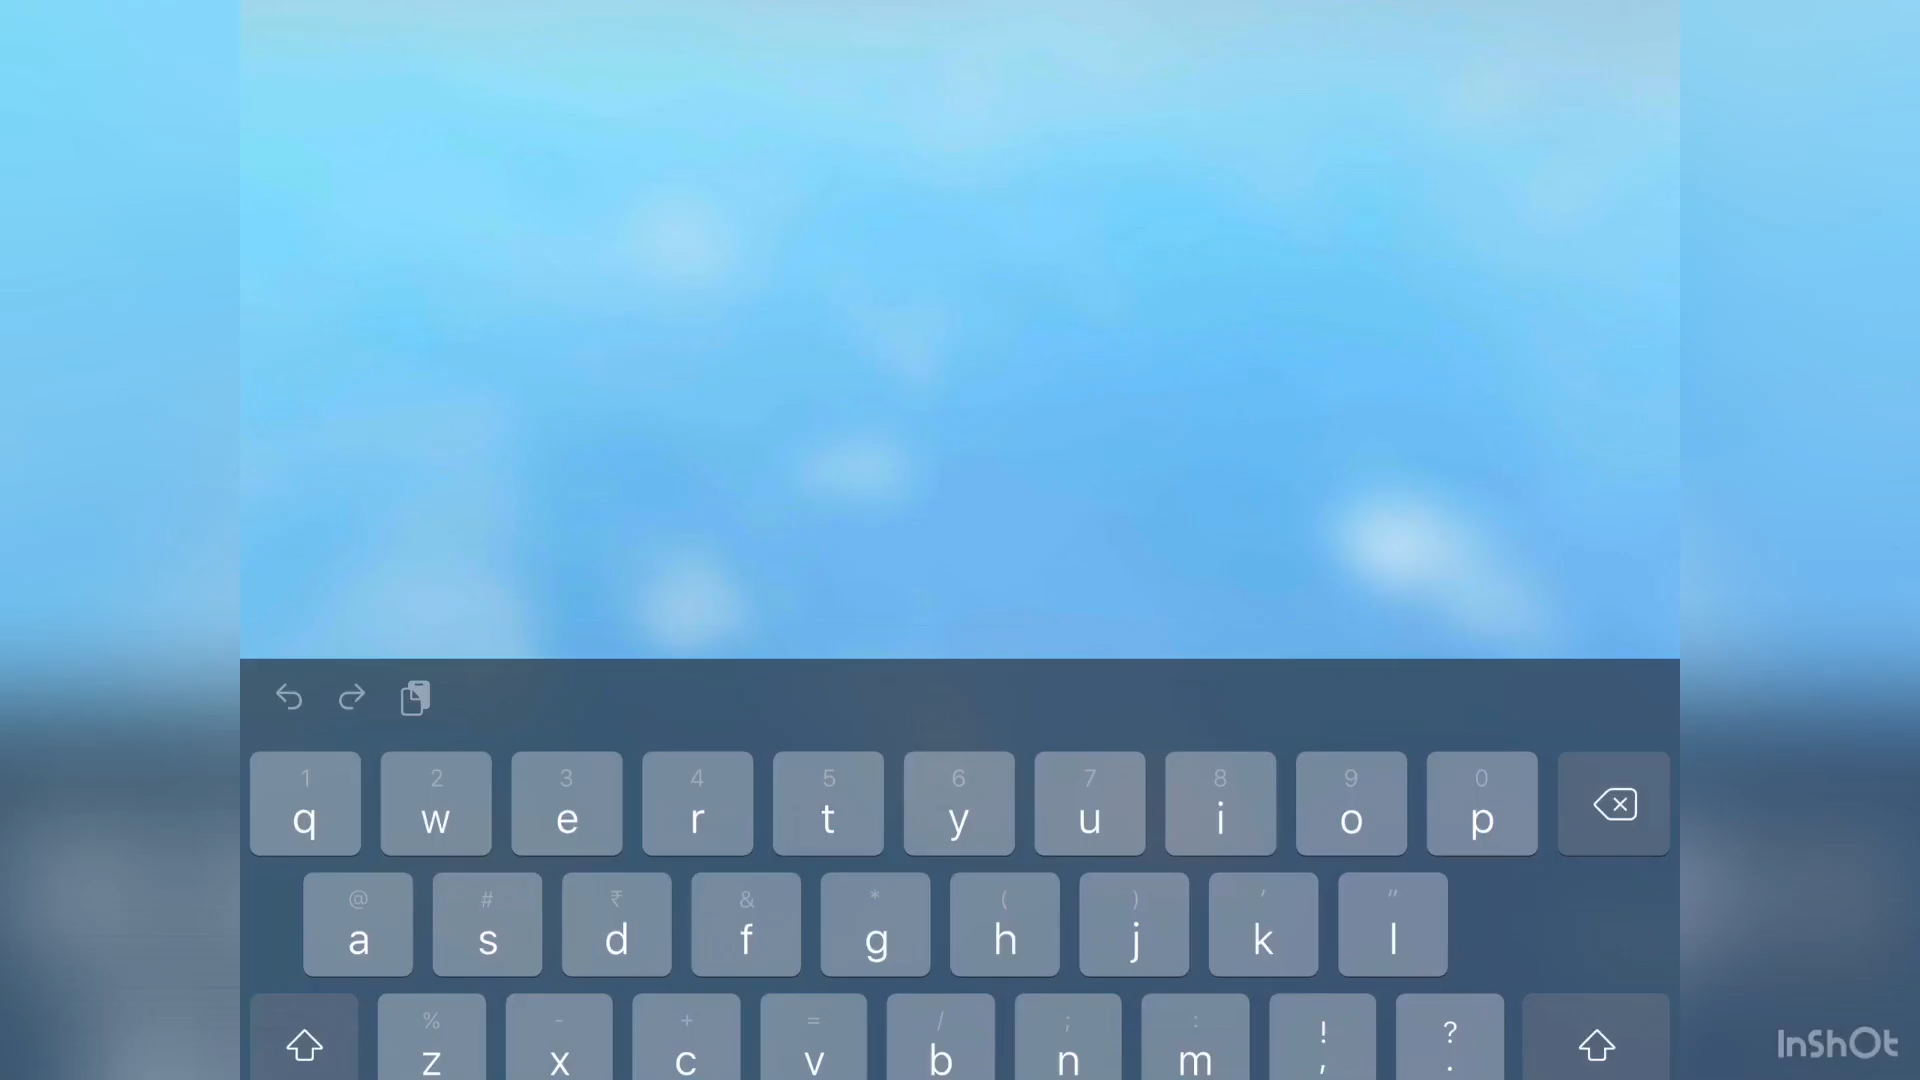 1 2 3 4 5 6 7 8 9 0
q w e r t y u i o p
@ # ₹ & * ( ) ' "
a s d f g h j k l
% - + = / ; : ! ?
z x c v b n m , .
InShOt